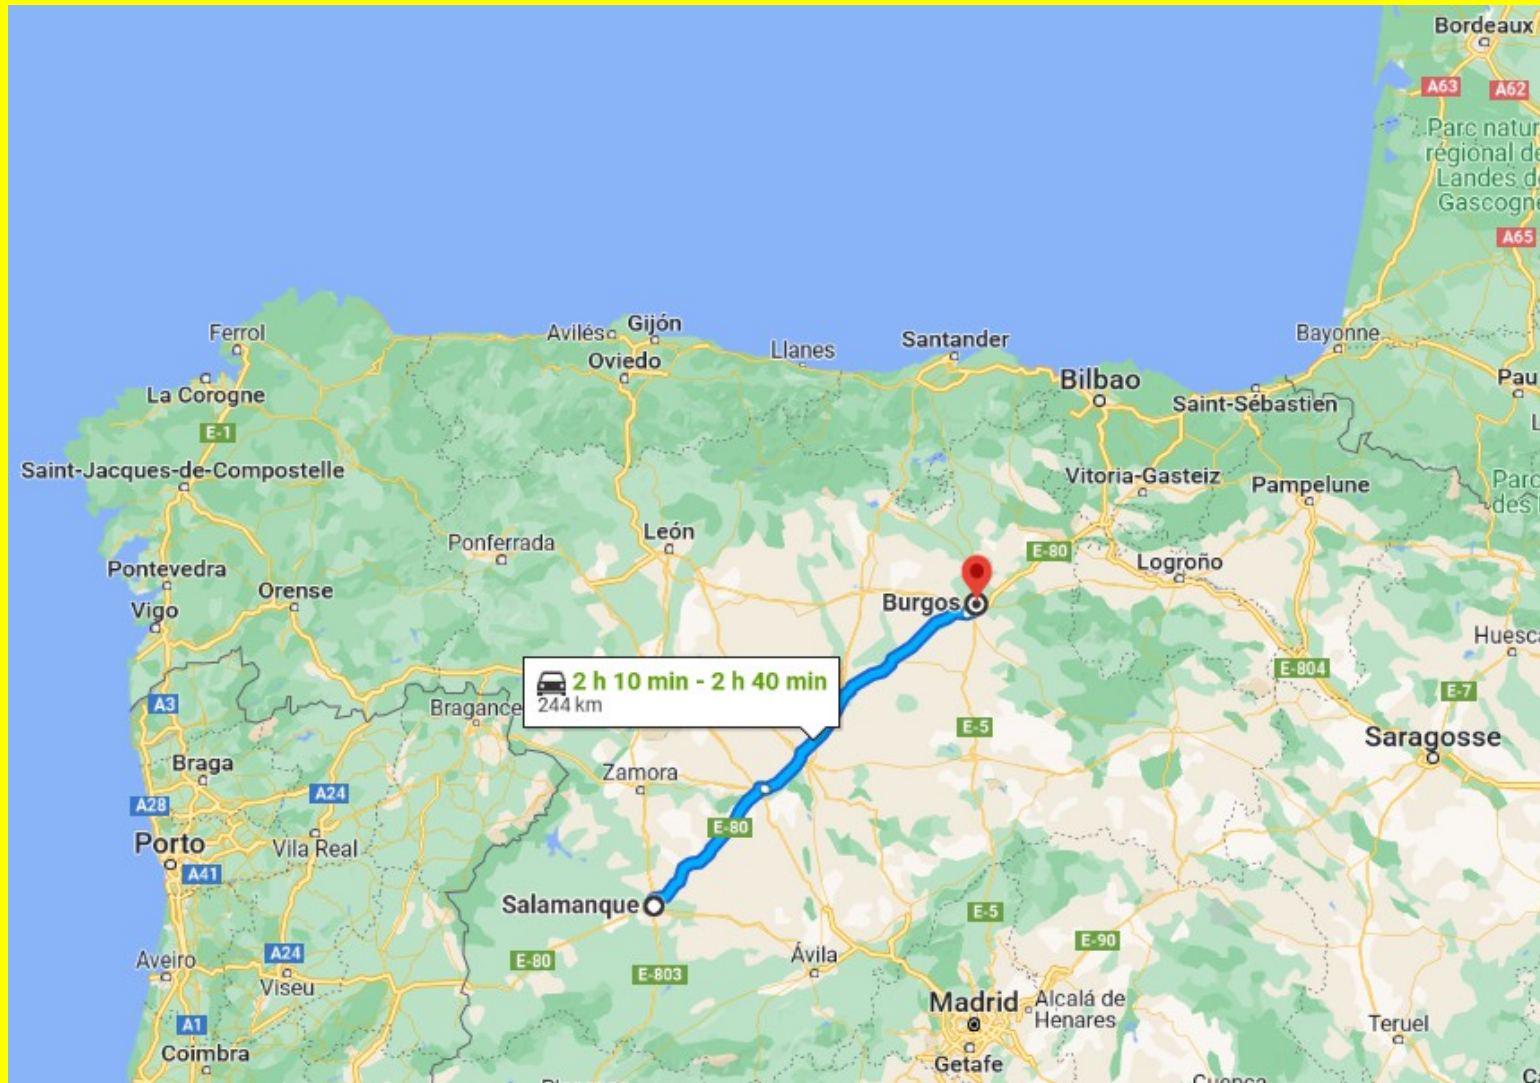 Bordeaux
A63
A62
Parc natur
régional de
Landes de
Gascogne
A65
Ferrol
Avilés
Gijón
Oviedo
Llanes
Santander
Bayonne
La Corogne
Bilbao
Pau
Saint-Sébastien
E-1
Saint-Jacques-de-Compostelle
Vitoria-Gasteiz
Pampelune
Parc
des
León
Ponferrada
E-80
Logroño
Pontevedra
Orense
Vigo
Burgos
Huesca
E-804
2 h 10 min - 2 h 40 min
244 km
E-7
A3
Bragance
E-5
Saragosse
Braga
Zamora
A24
A28
E-80
Porto
Vila Real
A41
Salamanque
E-5
E-90
Aveiro
A24
Viseu
E-80
E-803
Ávila
Madrid
Alcalá de
Henares
A1
Teruel
Coimbra
Getafe